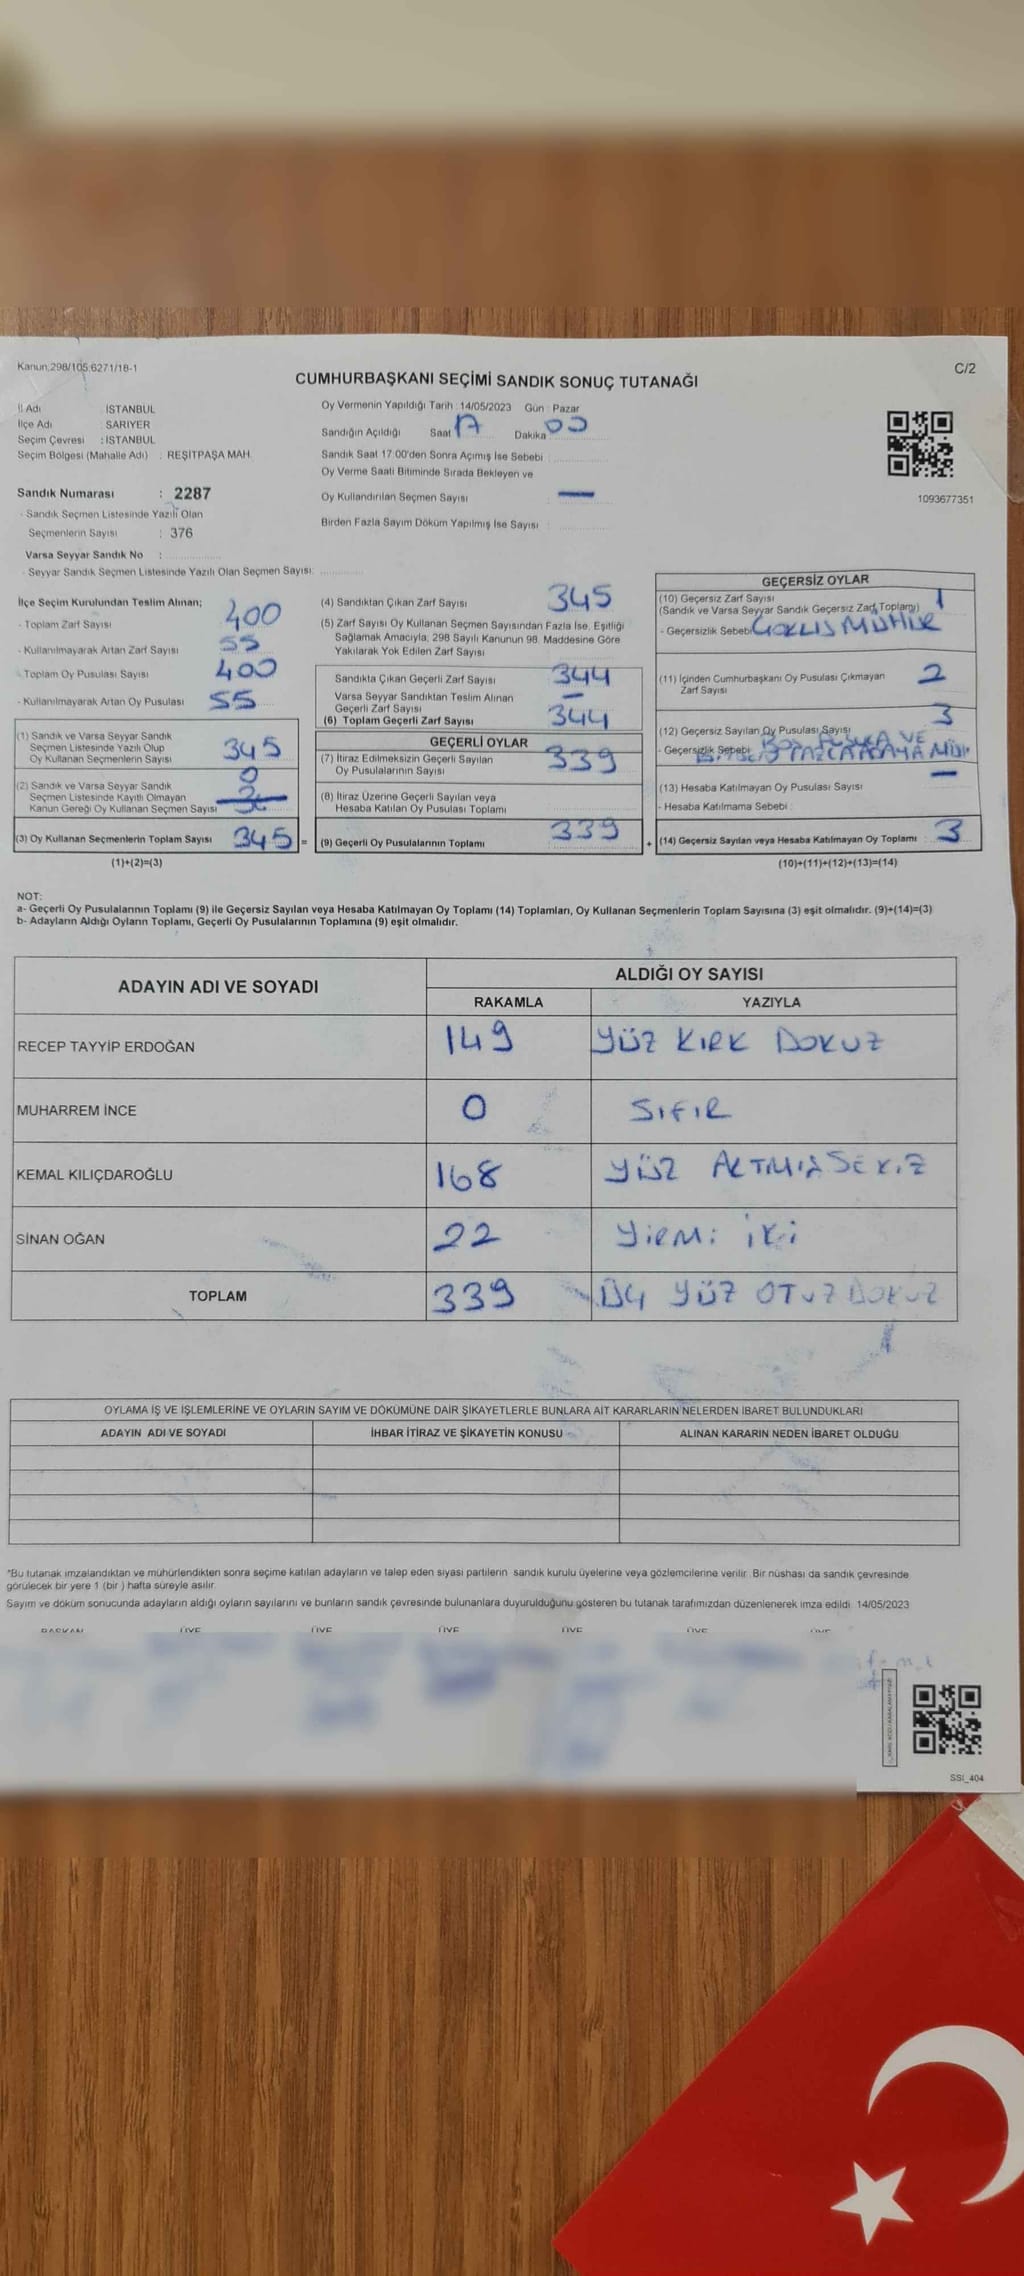 Kanun,298/105,6271/18-1
C/2
CUMHURBAŞKANI SEÇİMİ SANDIK SONUÇ TUTANAĞI
İl Adı : İSTANBUL
İlçe Adı : SARIYER
Seçim Çevresi : İSTANBUL
Seçim Bölgesi (Mahalle Adı) : REŞİTPAŞA MAH.
Sandık Numarası : 2287
- Sandık Seçmen Listesinde Yazılı Olan
Seçmenlerin Sayısı : 376
Varsa Seyyar Sandık No :
- Seyyar Sandık Seçmen Listesinde Yazılı Olan Seçmen Sayısı:
Oy Vermenin Yapıldığı Tarih : 14/05/2023 Gün : Pazar
Sandığın Açıldığı Saat 17 Dakika 00
Sandık Saat 17:00'den Sonra Açımış İse Sebebi :
Oy Verme Saati Bitiminde Sırada Bekleyen ve
Oy Kullandırılan Seçmen Sayısı : —
Birden Fazla Sayım Döküm Yapılmış İse Sayısı :
1093677351
İlçe Seçim Kurulundan Teslim Alınan;
- Toplam Zarf Sayısı 400
- Kullanılmayarak Artan Zarf Sayısı 55
- Toplam Oy Pusulası Sayısı 400
- Kullanılmayarak Artan Oy Pusulası 55
(1) Sandık ve Varsa Seyyar Sandık
Seçmen Listesinde Yazılı Olup
Oy Kullanan Seçmenlerin Sayısı 345
(2) Sandık ve Varsa Seyyar Sandık 0
Seçmen Listesinde Kayıtlı Olmayan
Kanun Gereği Oy Kullanan Seçmen Sayısı
(3) Oy Kullanan Seçmenlerin Toplam Sayısı 345 =
(1)+(2)=(3)
(4) Sandıktan Çıkan Zarf Sayısı 345
(5) Zarf Sayısı Oy Kullanan Seçmen Sayısından Fazla İse, Eşitliği
Sağlamak Amacıyla, 298 Sayılı Kanunun 98. Maddesine Göre
Yakılarak Yok Edilen Zarf Sayısı
Sandıkta Çıkan Geçerli Zarf Sayısı 344
Varsa Seyyar Sandıktan Teslim Alınan
Geçerli Zarf Sayısı —
(6) Toplam Geçerli Zarf Sayısı 344
GEÇERLİ OYLAR
(7) İtiraz Edilmeksizin Geçerli Sayılan
Oy Pusulalarının Sayısı 339
(8) İtiraz Üzerine Geçerli Sayılan veya
Hesaba Katılan Oy Pusulası Toplamı
(9) Geçerli Oy Pusulalarının Toplamı 339 +
GEÇERSİZ OYLAR
(10) Geçersiz Zarf Sayısı 1
(Sandık ve Varsa Seyyar Sandık Geçersiz Zarf Toplamı)
- Geçersizlik Sebebi MÜHÜR
(11) İçinden Cumhurbaşkanı Oy Pusulası Çıkmayan
Zarf Sayısı 2
(12) Geçersiz Sayılan Oy Pusulası Sayısı 3
- Geçersizlik Sebebi VE
(13) Hesaba Katılmayan Oy Pusulası Sayısı —
- Hesaba Katılmama Sebebi :
(14) Geçersiz Sayılan veya Hesaba Katılmayan Oy Toplamı 3
(10)+(11)+(12)+(13)=(14)
NOT:
a- Geçerli Oy Pusulalarının Toplamı (9) ile Geçersiz Sayılan veya Hesaba Katılmayan Oy Toplamı (14) Toplamları, Oy Kullanan Seçmenlerin Toplam Sayısına (3) eşit olmalıdır. (9)+(14)=(3)
b- Adayların Aldığı Oyların Toplamı, Geçerli Oy Pusulalarının Toplamına (9) eşit olmalıdır.
ADAYIN ADI VE SOYADI
ALDIĞI OY SAYISI
RAKAMLA YAZIYLA
RECEP TAYYİP ERDOĞAN 149 YÜZ KIRK DOKUZ
MUHARREM İNCE 0 SIFIR
KEMAL KILIÇDAROĞLU 168 YÜZ ALTMIŞ SEKİZ
SİNAN OĞAN 22 YİRMİ İKİ
TOPLAM 339 ÜÇ YÜZ OTUZ DOKUZ
OYLAMA İŞ VE İŞLEMLERİNE VE OYLARIN SAYIM VE DÖKÜMÜNE DAİR ŞİKAYETLERLE BUNLARA AİT KARARLARIN NELERDEN İBARET BULUNDUKLARI
ADAYIN ADI VE SOYADI İHBAR İTİRAZ VE ŞİKAYETİN KONUSU ALINAN KARARIN NEDEN İBARET OLDUĞU
*Bu tutanak imzalandıktan ve mühürlendikten sonra seçime katılan adayların ve talep eden siyasi partilerin sandık kurulu üyelerine veya gözlemcilerine verilir. Bir nüshası da sandık çevresinde
görülecek bir yere 1 (bir ) hafta süreyle asılır.
Sayım ve döküm sonucunda adayların aldığı oyların sayılarını ve bunların sandık çevresinde bulunanlara duyurulduğunu gösteren bu tutanak tarafımızdan düzenlenerek imza edildi. 14/05/2023
BAŞKAN ÜYE ÜYE ÜYE ÜYE ÜYE ÜYE
SSI_404